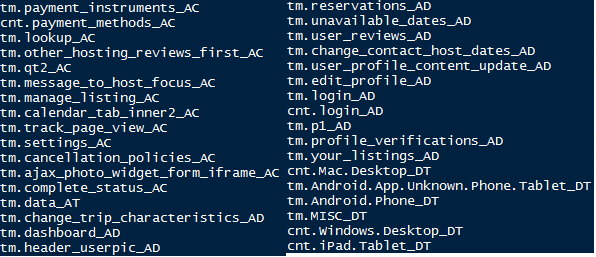 tm.payment_instruments_AC
cnt.payment_methods_AC
tm.lookup_AC
tm.other_hosting_reviews_first_AC
tm.qt2_AC
tm.message_to_host_focus_AC
tm.manage_listing_AC
tm.calendar_tab_inner2_AC
tm.track_page_view_AC
tm.settings_AC
tm.cancellation_policies_AC
tm.ajax_photo_widget_form_iframe_AC
tm.complete_status_AC
tm.data_AT
tm.change_trip_characteristics_AD
tm.dashboard_AD
tm.header_userpic_AD
tm.reservations_AD
tm.unavailable_dates_AD
tm.user_reviews_AD
tm.change_contact_host_dates_AD
tm.user_profile_content_update_AD
tm.edit_profile_AD
tm.login_AD
cnt.login_AD
tm.p1_AD
tm.profile_verifications_AD
tm.your_listings_AD
cnt.Mac.Desktop_DT
tm.Android.App.Unknown.Phone.Tablet_DT
tm.Android.Phone_DT
tm.MISC_DT
cnt.Windows.Desktop_DT
cnt.iPad.Tablet_DT